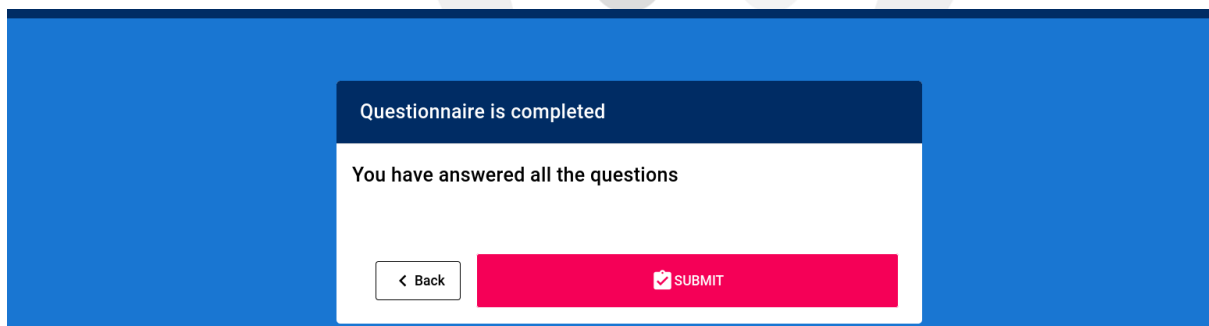 Questionnaire is completed
You have answered all the questions
Back
SUBMIT